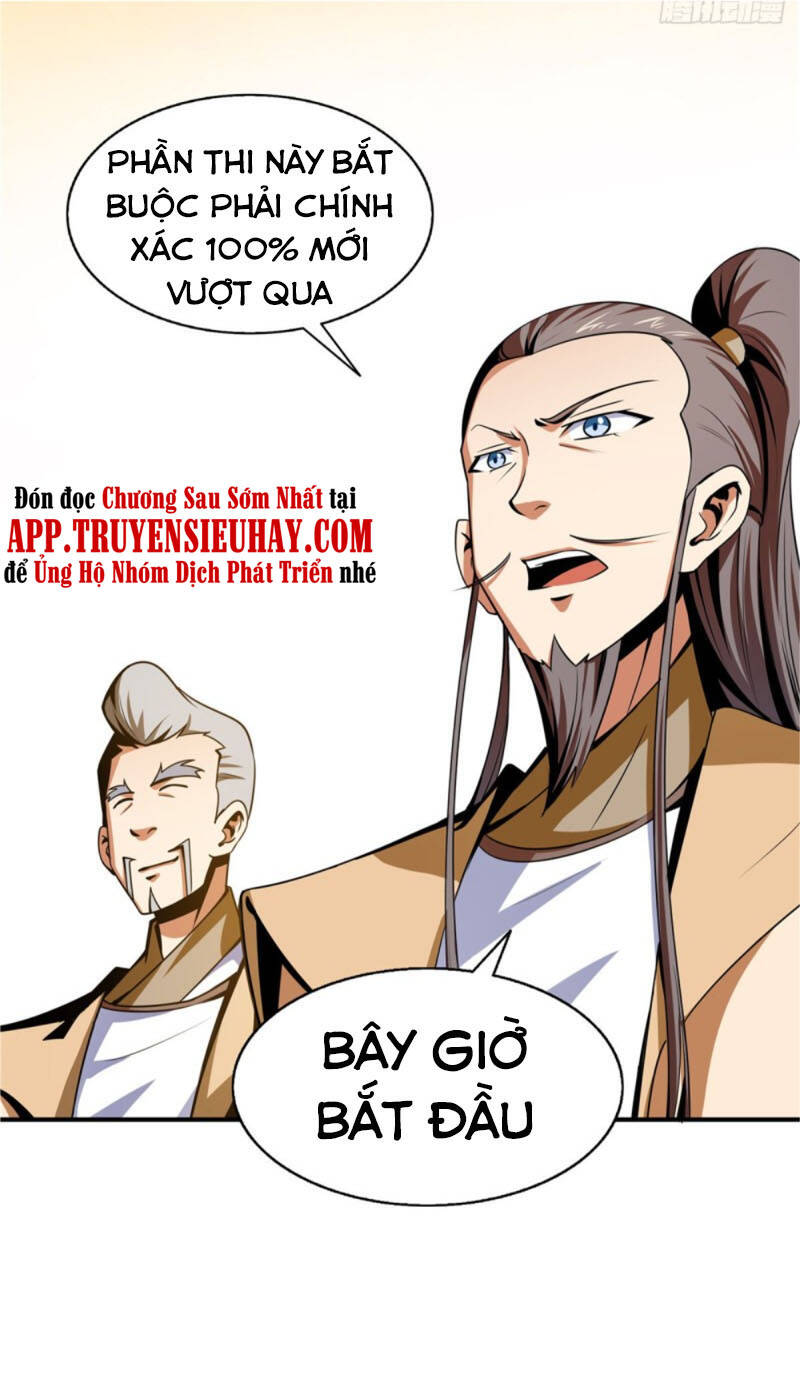 PHẦN THI NÀY BẮT
BUỘC PHẢI CHÍNH
XÁC 100% MỚI
VƯỢT QUA
Đón đọc Chương Sau Sớm Nhất tại
APP.TRUYENSIEUHAY.COM
để Ủng Hộ Nhóm Dịch Phát Triển nhé
BÂY GIỜ
BẮT ĐẦU